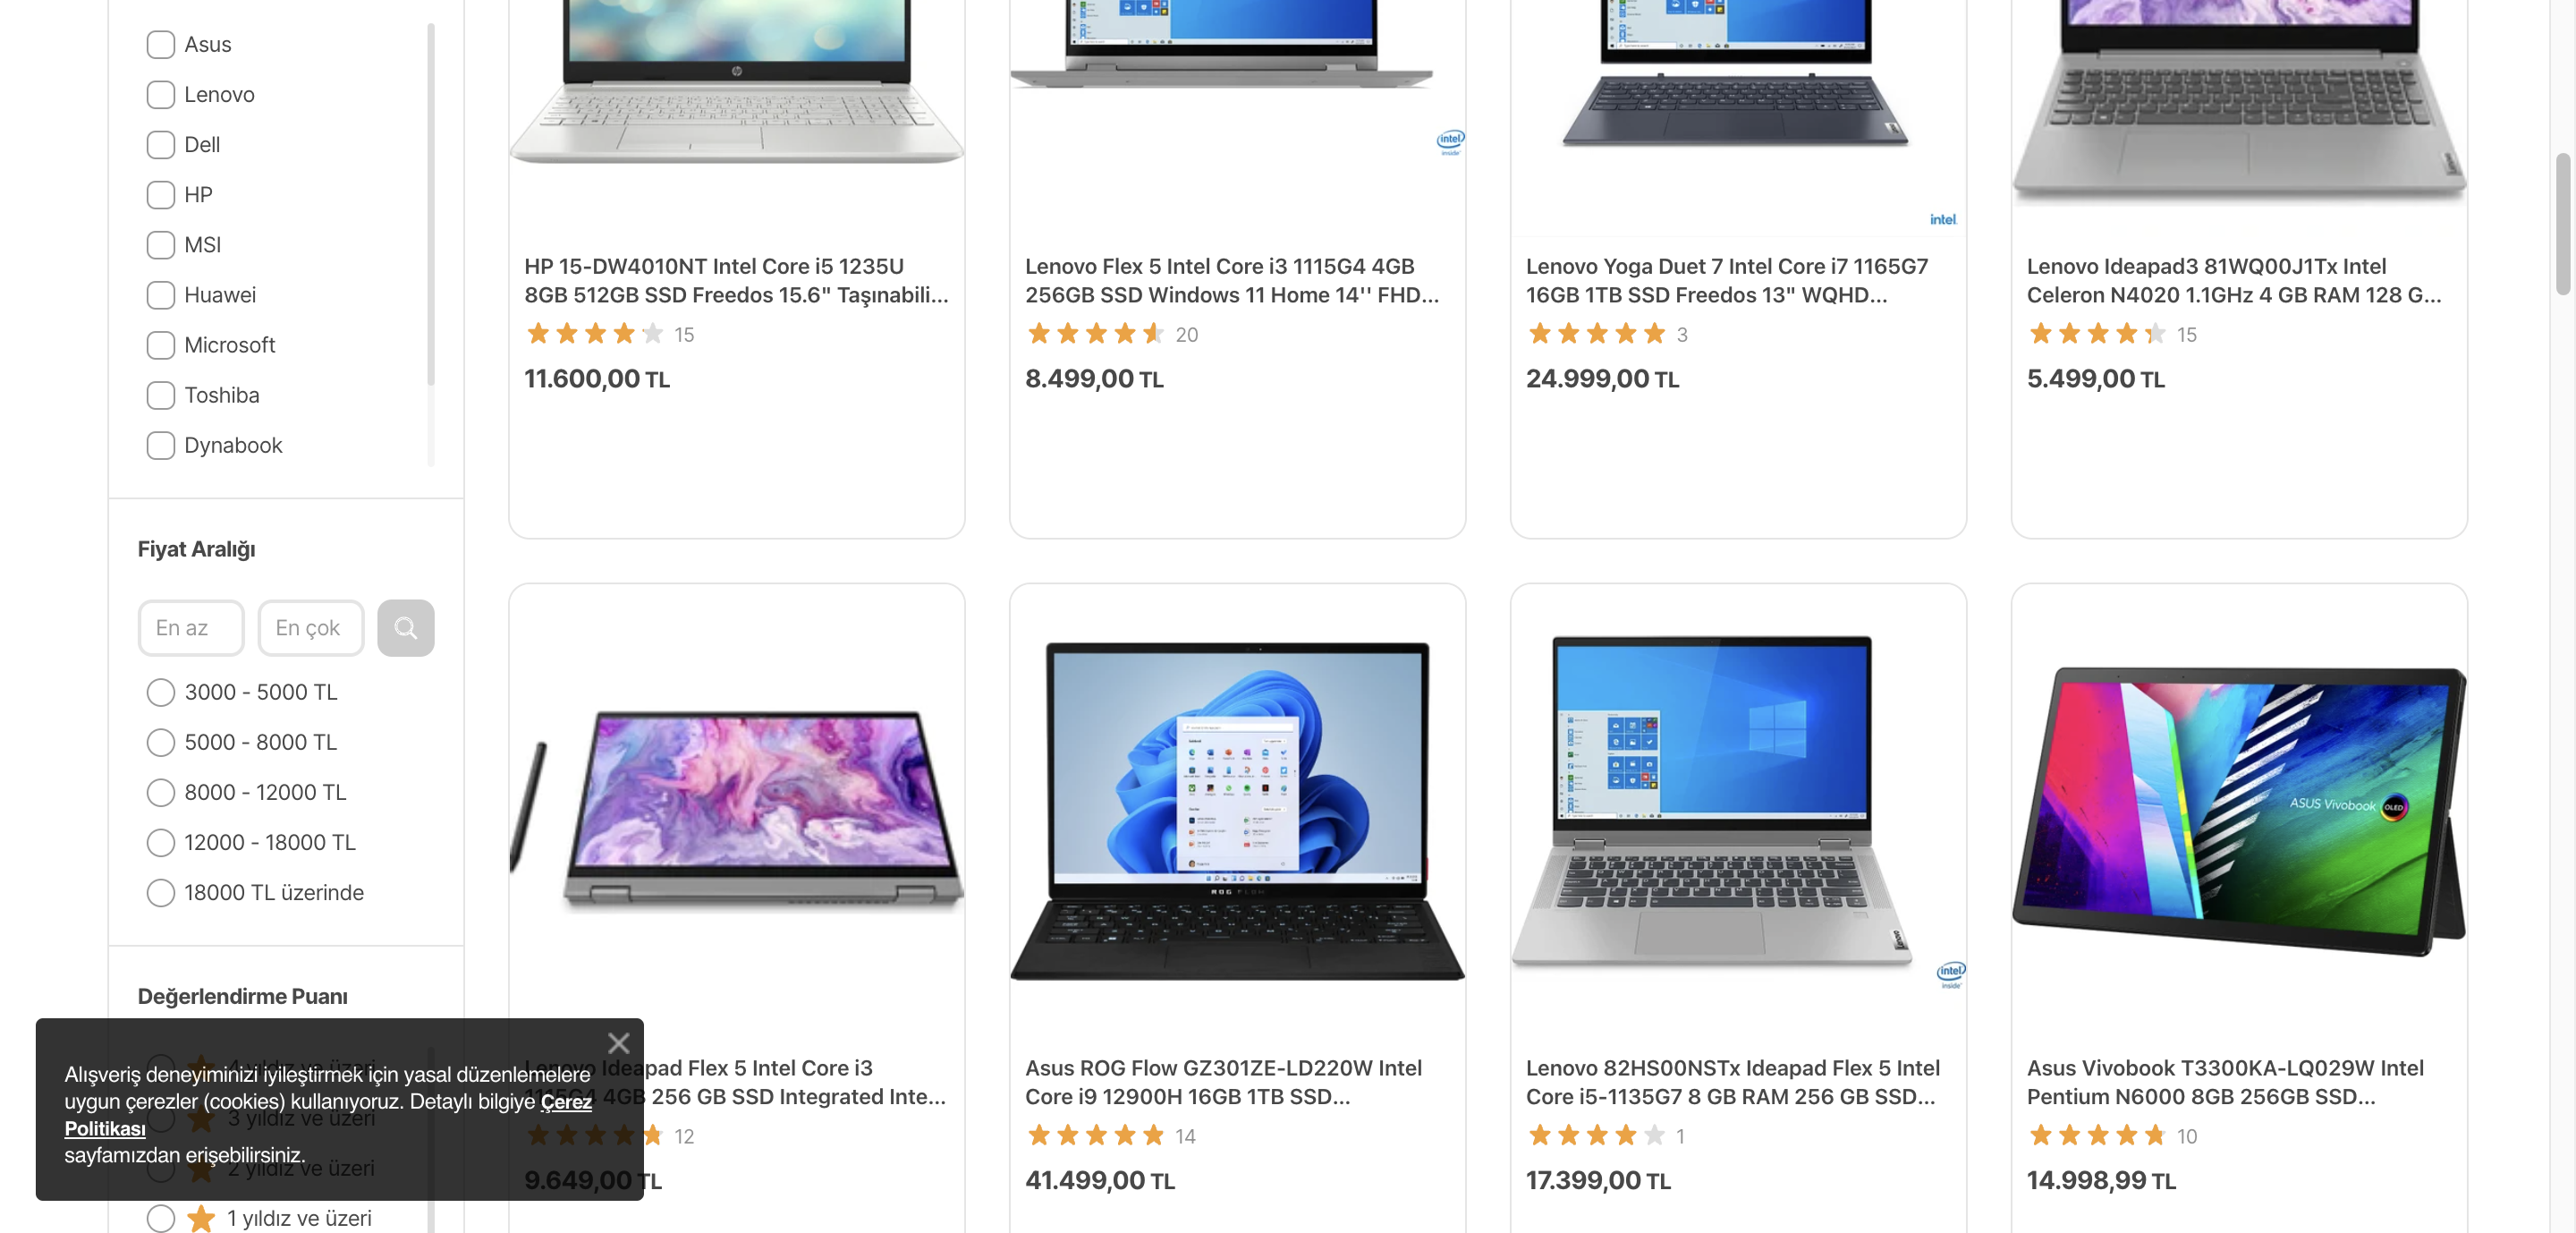 Asus
Lenovo
Dell
HP
MSI
Huawei
Microsoft
Toshiba
Dynabook
Fiyat Aralığı
En az
En çok
3000 - 5000 TL
5000 - 8000 TL
8000 - 12000 TL
12000 - 18000 TL
18000 TL üzerinde
Değerlendirme Puanı
4 yıldız ve üzeri
3 yıldız ve üzeri
2 yıldız ve üzeri
1 yıldız ve üzeri
Alışveriş deneyiminizi iyileştirmek için yasal düzenlemelere
uygun çerezler (cookies) kullanıyoruz. Detaylı bilgiye Çerez
Politikası
sayfamızdan erişebilirsiniz.
intel
inside
intel
HP 15-DW4010NT Intel Core i5 1235U
8GB 512GB SSD Freedos 15.6" Taşınabili...
15
11.600,00 TL
Lenovo Flex 5 Intel Core i3 1115G4 4GB
256GB SSD Windows 11 Home 14'' FHD...
20
8.499,00 TL
Lenovo Yoga Duet 7 Intel Core i7 1165G7
16GB 1TB SSD Freedos 13" WQHD...
3
24.999,00 TL
Lenovo Ideapad3 81WQ00J1Tx Intel
Celeron N4020 1.1GHz 4 GB RAM 128 G...
15
5.499,00 TL
ROG FLOW
Lenovo
intel
inside
ASUS Vivobook OLED
Lenovo Ideapad Flex 5 Intel Core i3
1115G4 4GB 256 GB SSD Integrated Inte...
12
9.649,00 TL
Asus ROG Flow GZ301ZE-LD220W Intel
Core i9 12900H 16GB 1TB SSD...
14
41.499,00 TL
Lenovo 82HS00NSTx Ideapad Flex 5 Intel
Core i5-1135G7 8 GB RAM 256 GB SSD...
1
17.399,00 TL
Asus Vivobook T3300KA-LQ029W Intel
Pentium N6000 8GB 256GB SSD...
10
14.998,99 TL